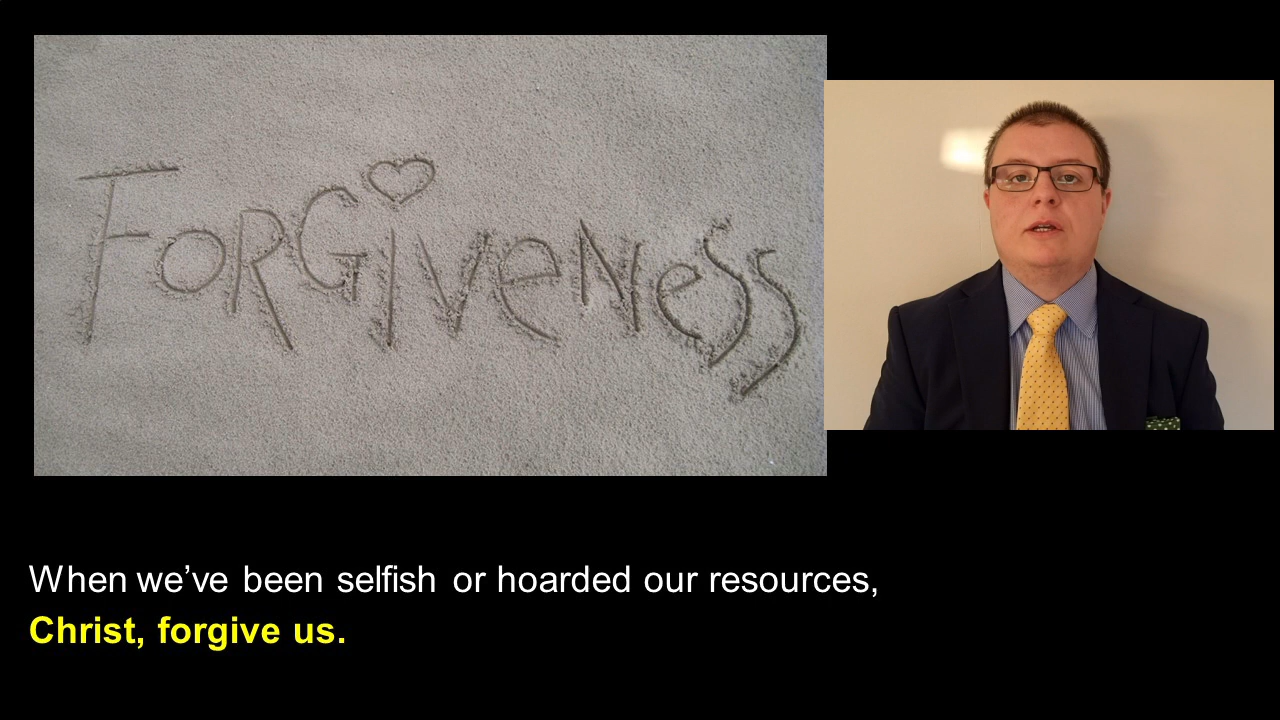 FORGiVeNeSS
When we’ve been selfish or hoarded our resources,
Christ, forgive us.